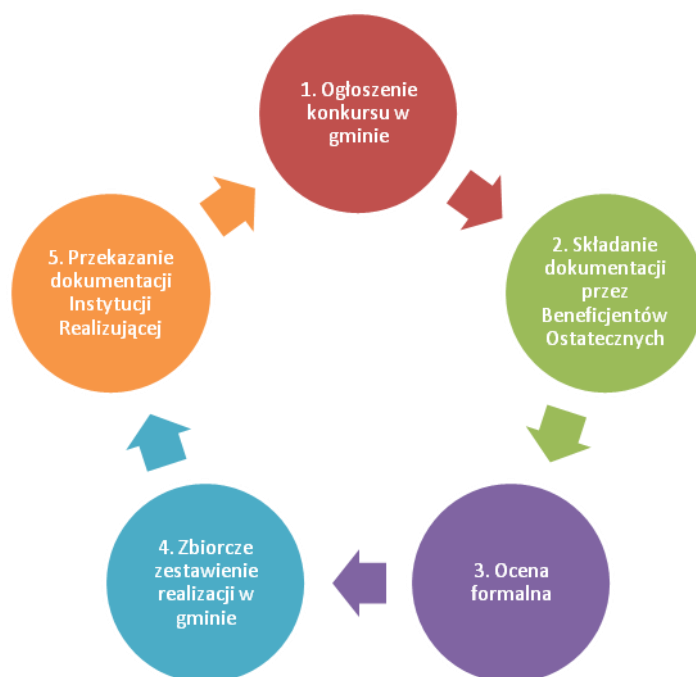 1. Ogłoszenie
konkursu w
gminie
2. Składanie
dokumentacji
przez
Beneficjentów
Ostatecznych
3. Ocena
formalna
4. Zbiorcze
zestawienie
realizacji w
gminie
5. Przekazanie
dokumentacji
Instytucji
Realizującej